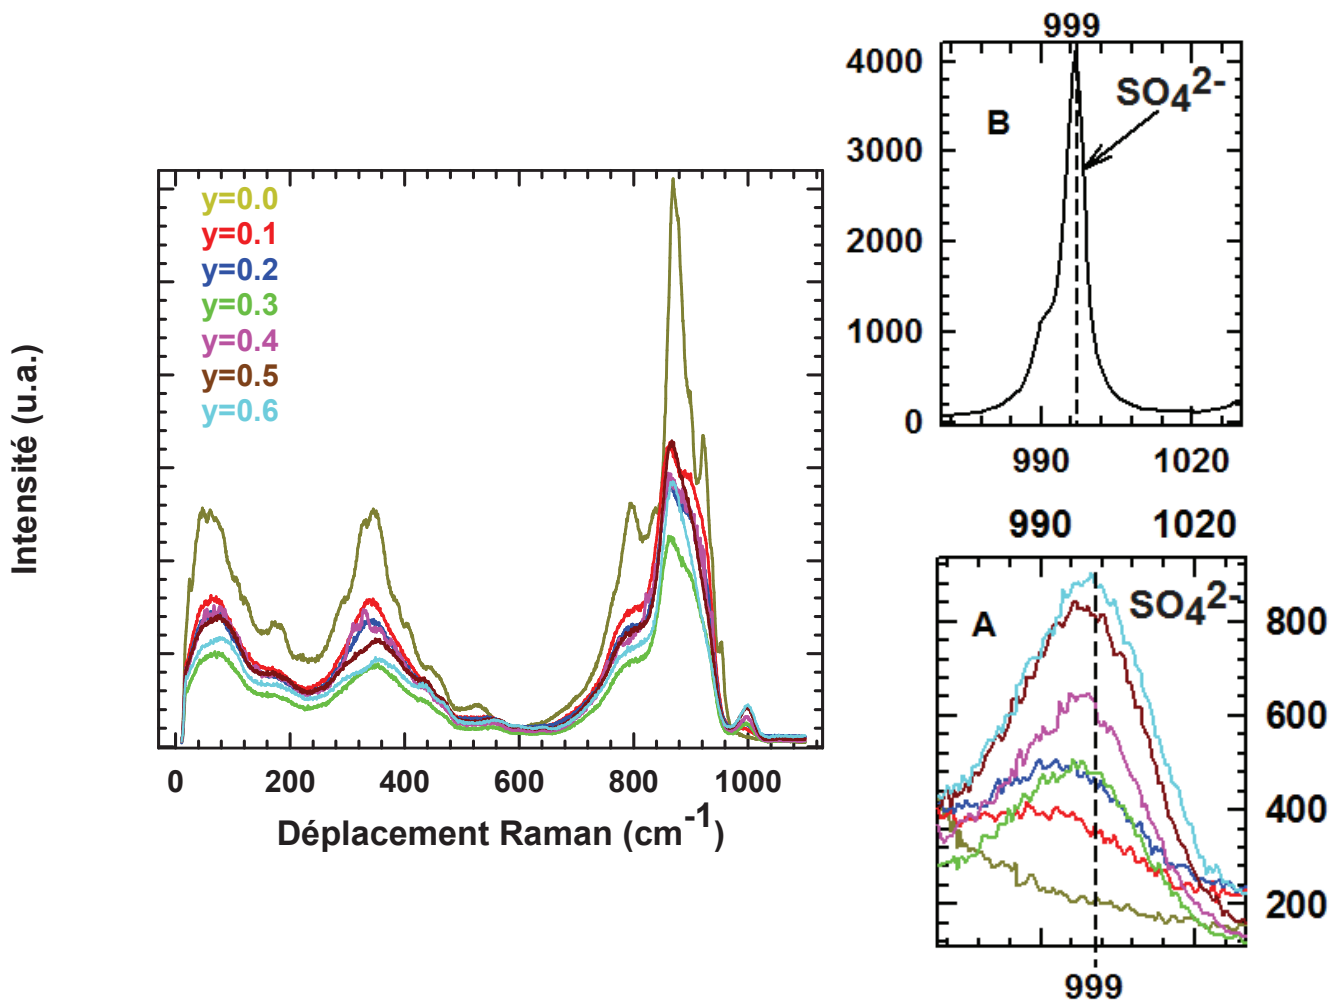 Intensité (u.a.)
y=0.0
y=0.1
y=0.2
y=0.3
y=0.4
y=0.5
y=0.6
0 200 400 600 800 1000
Déplacement Raman (cm⁻¹)
999
4000
3000
2000
1000
0
B
SO₄²⁻
990 1020
990 1020
A
SO₄²⁻
800
600
400
200
999